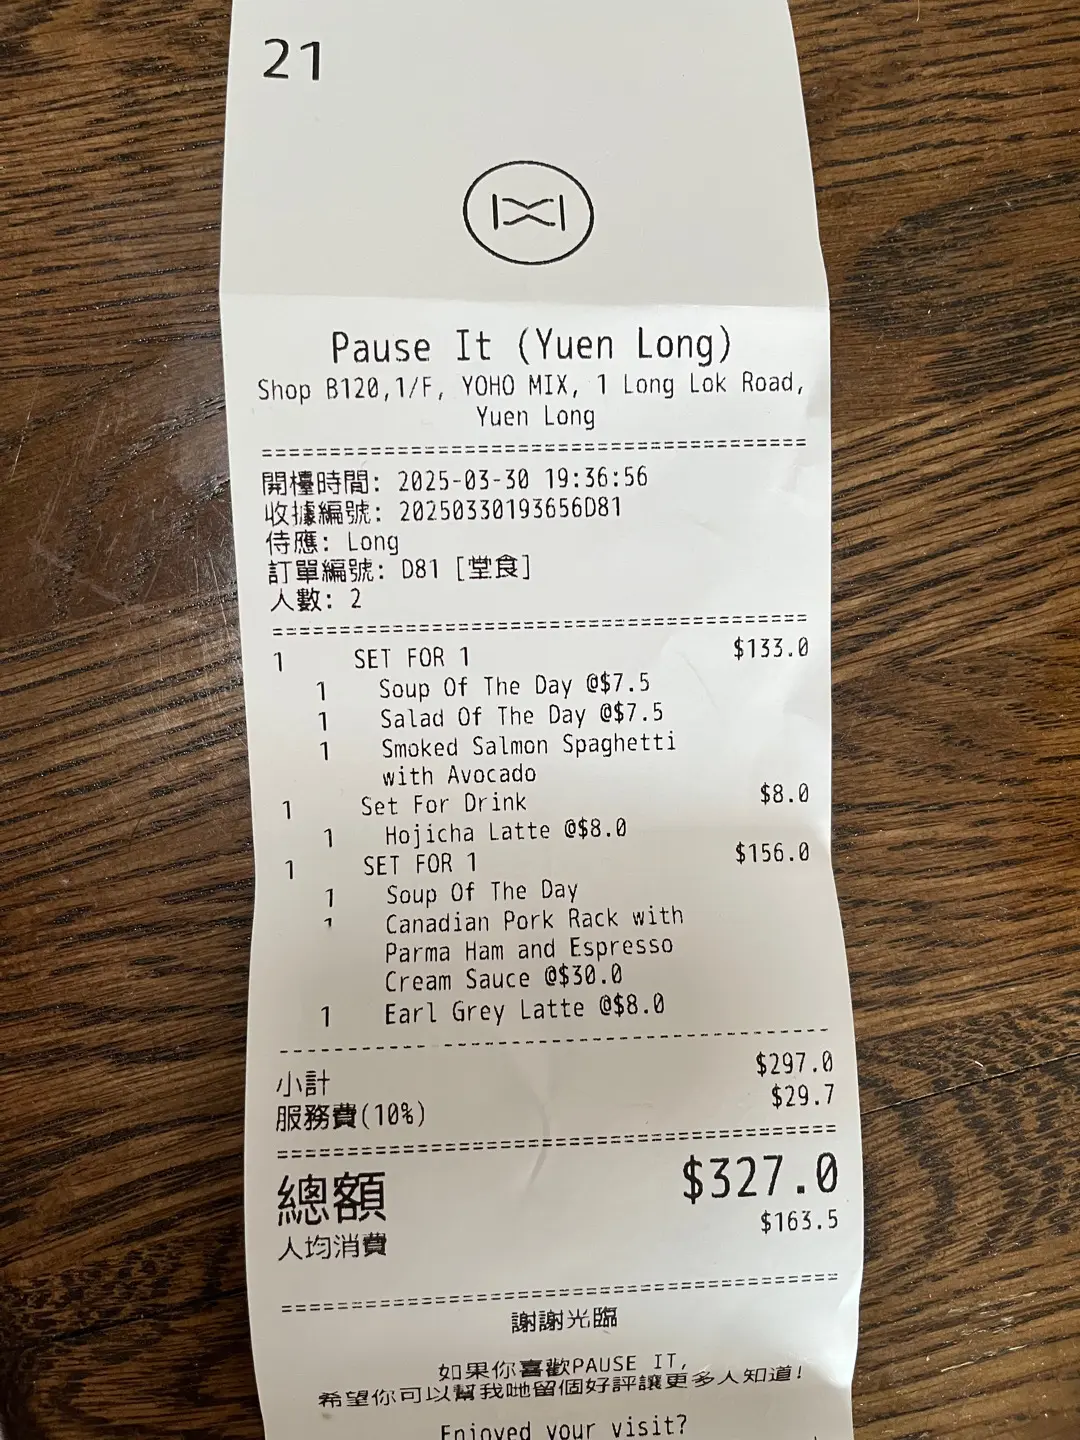 21
Pause It (Yuen Long)
Shop B120,1/F, YOHO MIX, 1 Long Lok Road,
Yuen Long
開檯時間: 2025-03-30 19:36:56
收據編號: 20250330193656D81
侍應: Long
訂單編號: D81 [堂食]
人數: 2
1 SET FOR 1 $133.0
1 Soup Of The Day @$7.5
1 Salad Of The Day @$7.5
1 Smoked Salmon Spaghetti
with Avocado
1 Set For Drink $8.0
1 Hojicha Latte @$8.0
1 SET FOR 1 $156.0
1 Soup Of The Day
1 Canadian Pork Rack with
Parma Ham and Espresso
Cream Sauce @$30.0
1 Earl Grey Latte @$8.0
小計 $297.0
服務費(10%) $29.7
總額 $327.0
人均消費 $163.5
謝謝光臨
如果你喜歡PAUSE IT,
希望你可以幫我哋留個好評讓更多人知道!
Enjoyed your visit?